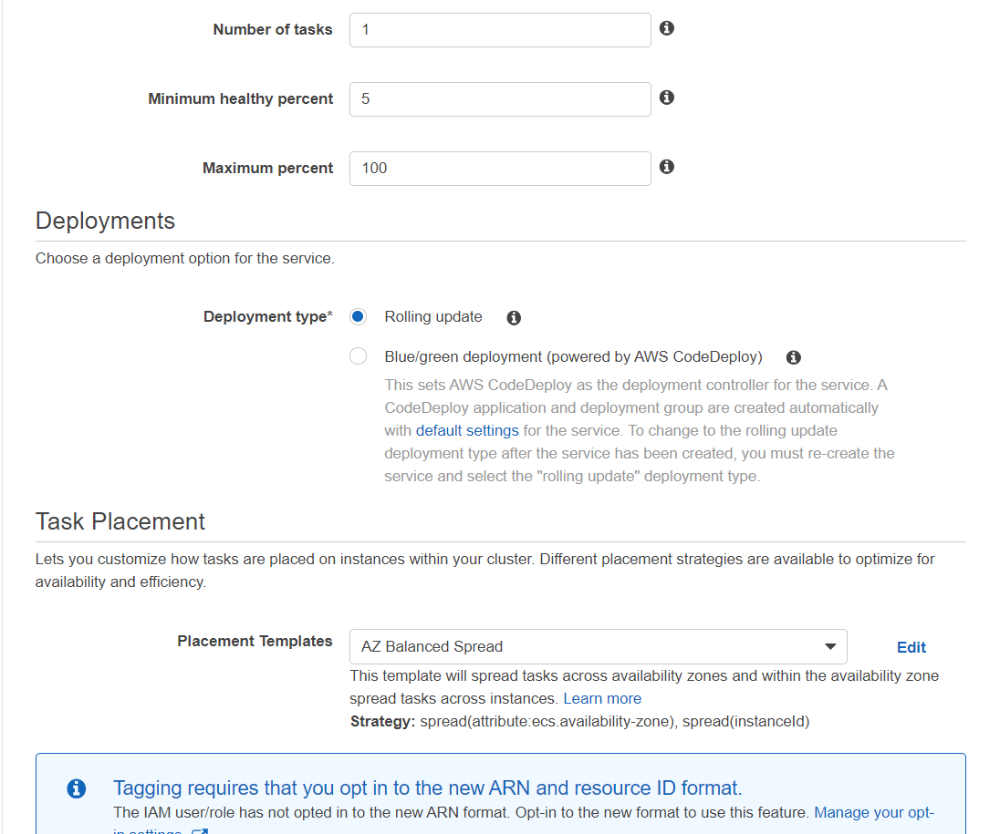 Number of tasks 1
Minimum healthy percent 5
Maximum percent 100
Deployments
Choose a deployment option for the service.
Deployment type* Rolling update
Blue/green deployment (powered by AWS CodeDeploy)
This sets AWS CodeDeploy as the deployment controller for the service. A
CodeDeploy application and deployment group are created automatically
with default settings for the service. To change to the rolling update
deployment type after the service has been created, you must re-create the
service and select the "rolling update" deployment type.
Task Placement
Lets you customize how tasks are placed on instances within your cluster. Different placement strategies are available to optimize for
availability and efficiency.
Placement Templates AZ Balanced Spread Edit
This template will spread tasks across availability zones and within the availability zone
spread tasks across instances. Learn more
Strategy: spread(attribute:ecs.availability-zone), spread(instanceId)
Tagging requires that you opt in to the new ARN and resource ID format.
The IAM user/role has not opted in to the new ARN format. Opt-in to the new format to use this feature. Manage your opt-
in settings